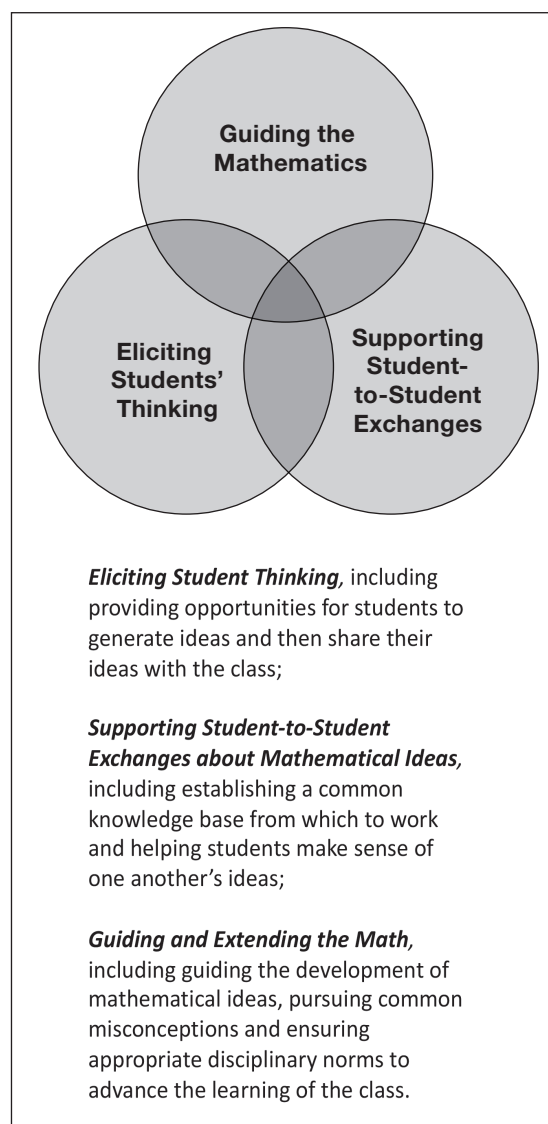 Guiding the
Mathematics
Eliciting
Students’
Thinking
Supporting
Student-
to-Student
Exchanges
Eliciting Student Thinking, including
providing opportunities for students to
generate ideas and then share their
ideas with the class;
Supporting Student-to-Student
Exchanges about Mathematical Ideas,
including establishing a common
knowledge base from which to work
and helping students make sense of
one another’s ideas;
Guiding and Extending the Math,
including guiding the development of
mathematical ideas, pursuing common
misconceptions and ensuring
appropriate disciplinary norms to
advance the learning of the class.